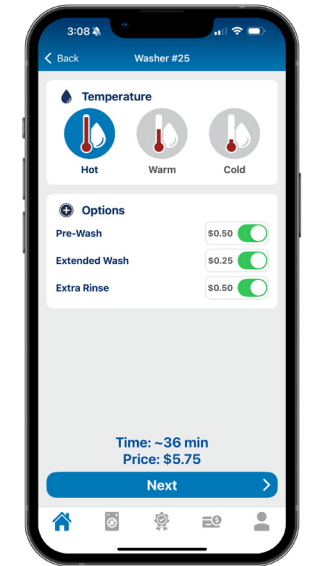 3:08
Back
Washer #25
Temperature
Hot
Warm
Cold
Options
Pre-Wash
$0.50
Extended Wash
$0.25
Extra Rinse
$0.50
Time: ~36 min
Price: $5.75
Next